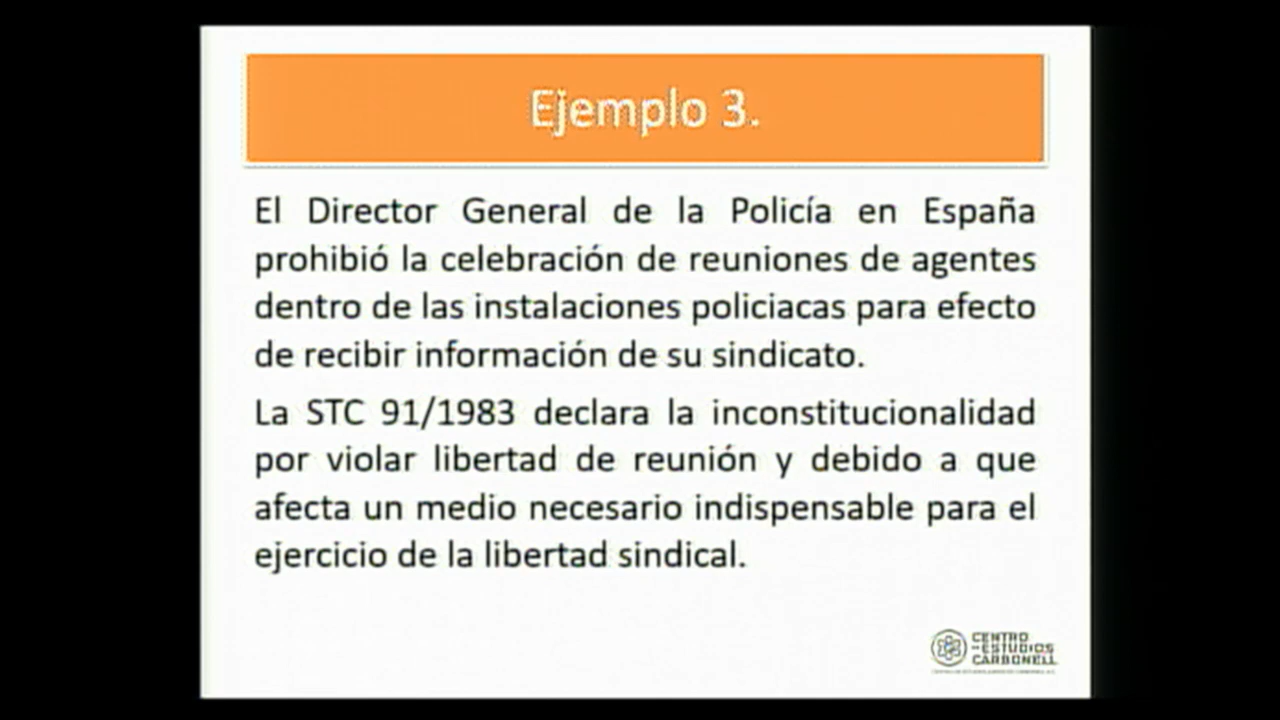 Ejemplo 3.
El Director General de la Policía en España
prohibió la celebración de reuniones de agentes
dentro de las instalaciones policiacas para efecto
de recibir información de su sindicato.
La STC 91/1983 declara la inconstitucionalidad
por violar libertad de reunión y debido a que
afecta un medio necesario indispensable para el
ejercicio de la libertad sindical.
CENTRO
DE ESTUDIOS
CARBONELL